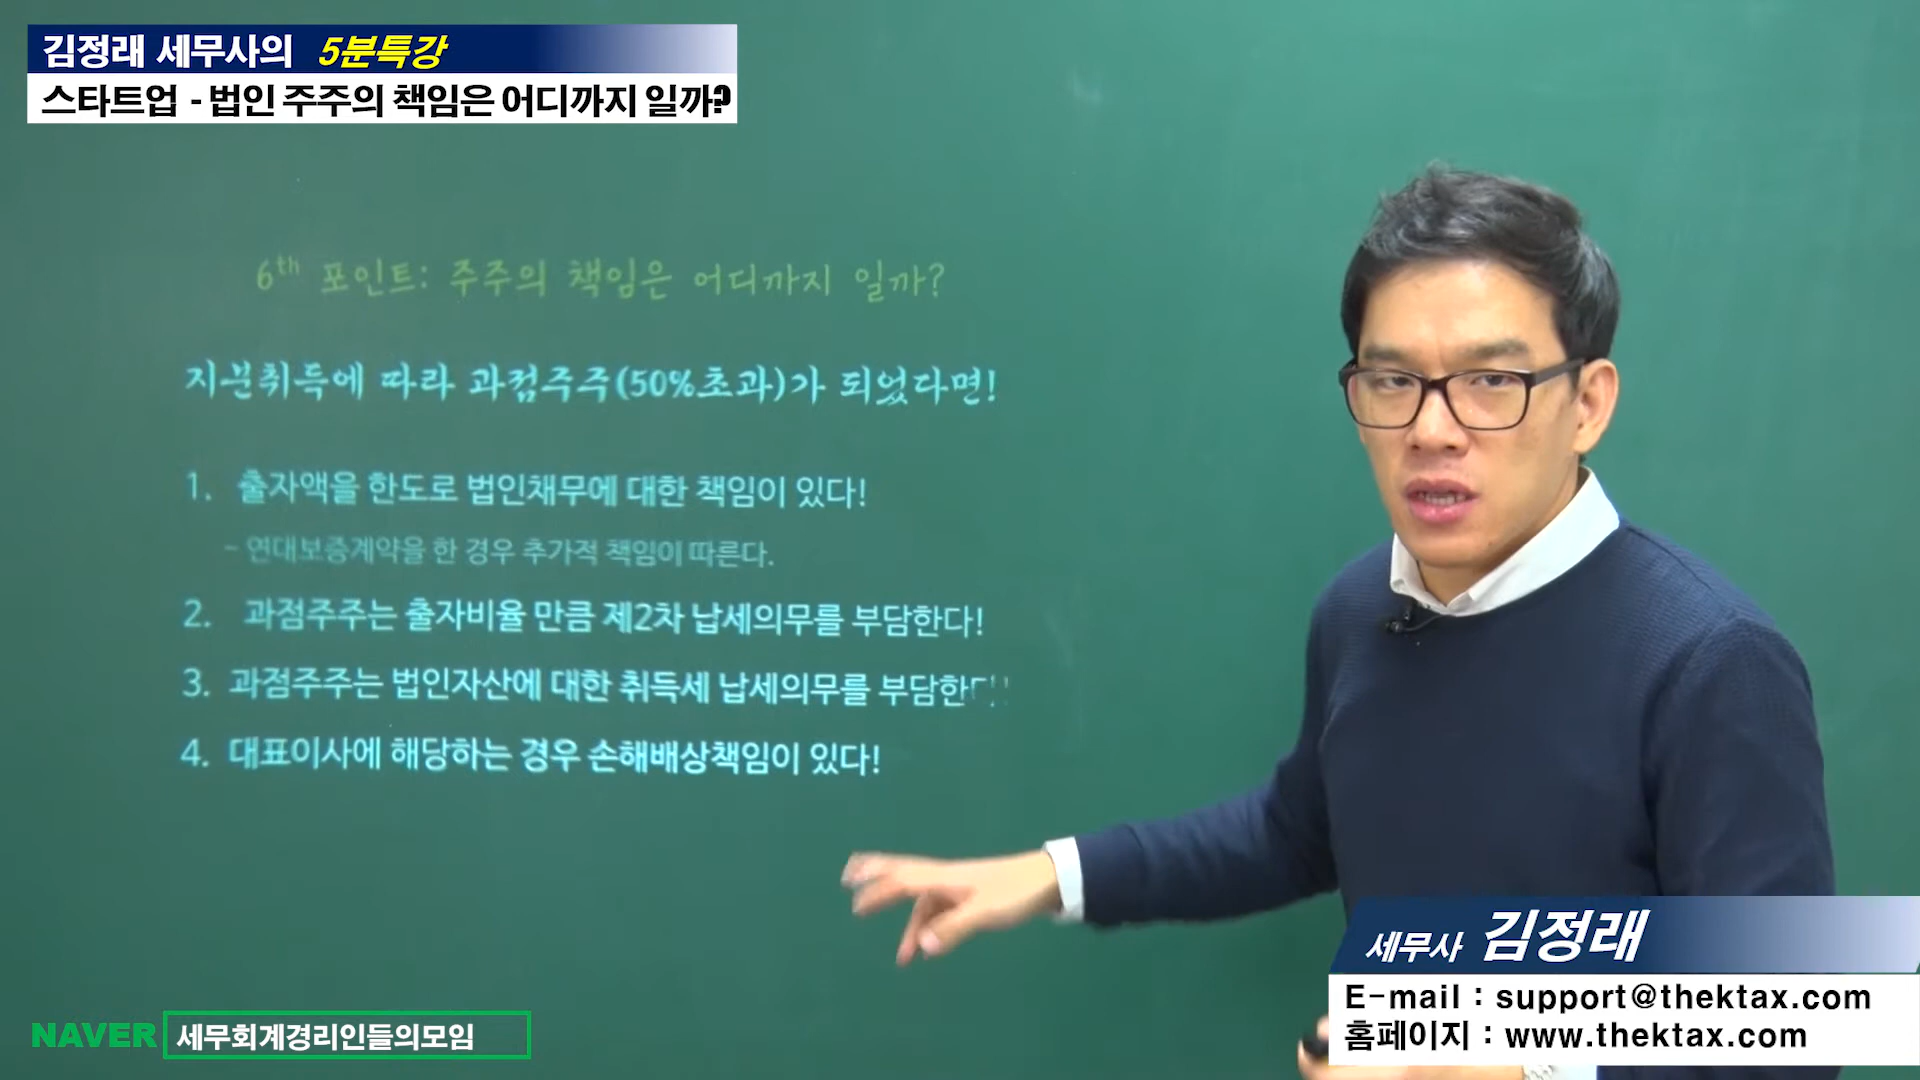 김정래 세무사의 5분특강
스타트업 - 법인 주주의 책임은 어디까지 일까?
6th 포인트: 주주의 책임은 어디까지 일까?
지분취득에 따라 과점주주(50%초과)가 되었다면!
1. 출자액을 한도로 법인채무에 대한 책임이 있다!
- 연대보증계약을 한 경우 추가적 책임이 따른다.
2. 과점주주는 출자비율 만큼 제2차 납세의무를 부담한다!
3. 과점주주는 법인자산에 대한 취득세 납세의무를 부담한다!
4. 대표이사에 해당하는 경우 손해배상책임이 있다!
세무사 김정래
E-mail : support@thektax.com
홈페이지 : www.thektax.com
NAVER 세무회계경리인들의모임